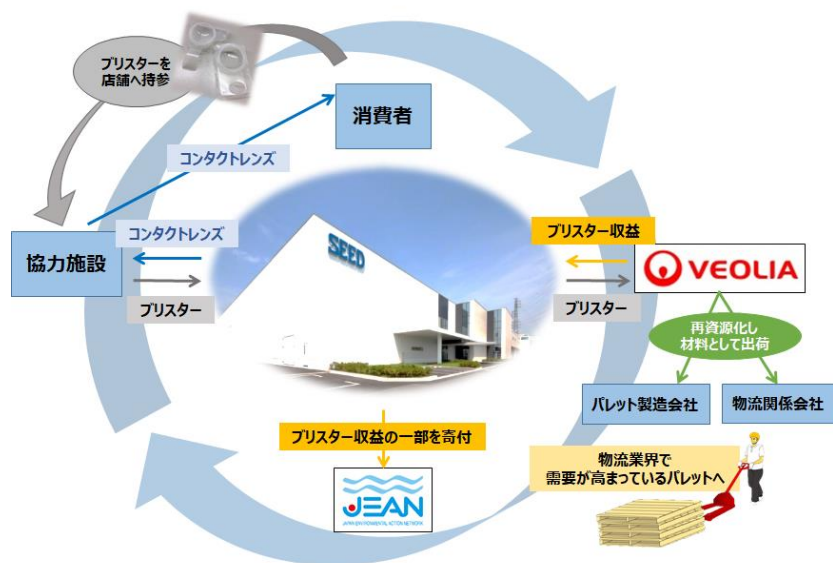 ブリスターを
店舗へ持参
消費者
コンタクトレンズ
コンタクトレンズ
協力施設
ブリスター
SEED
ブリスター収益
VEOLIA
ブリスター
再資源化し
材料として出荷
パレット製造会社
物流関係会社
ブリスター収益の一部を寄付
物流業界で
需要が高まっているパレットへ
JEAN
JAPAN ENVIRONMENTAL ACTION NETWORK